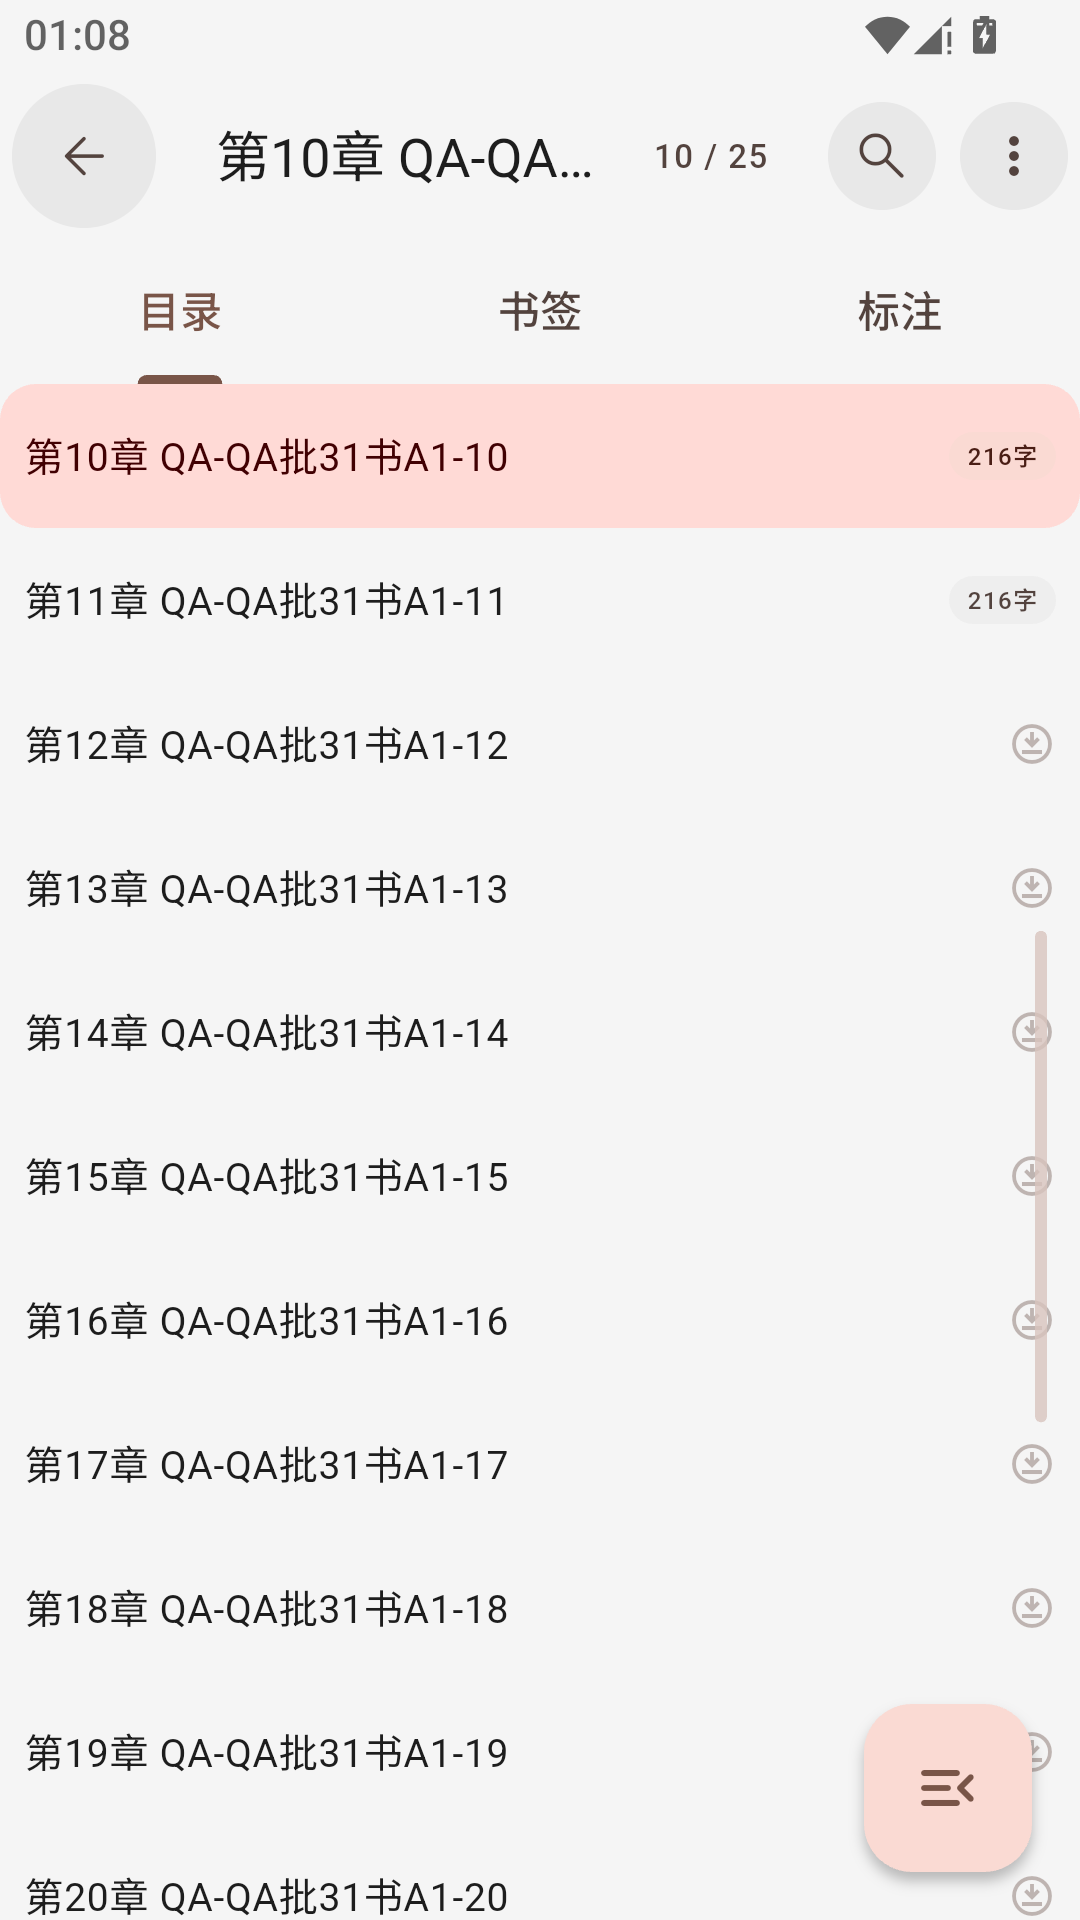 01:08
第10章 QA-QA... 10 / 25
目录 书签 标注
第10章 QA-QA批31书A1-10 216字
第11章 QA-QA批31书A1-11 216字
第12章 QA-QA批31书A1-12
第13章 QA-QA批31书A1-13
第14章 QA-QA批31书A1-14
第15章 QA-QA批31书A1-15
第16章 QA-QA批31书A1-16
第17章 QA-QA批31书A1-17
第18章 QA-QA批31书A1-18
第19章 QA-QA批31书A1-19
第20章 QA-QA批31书A1-20